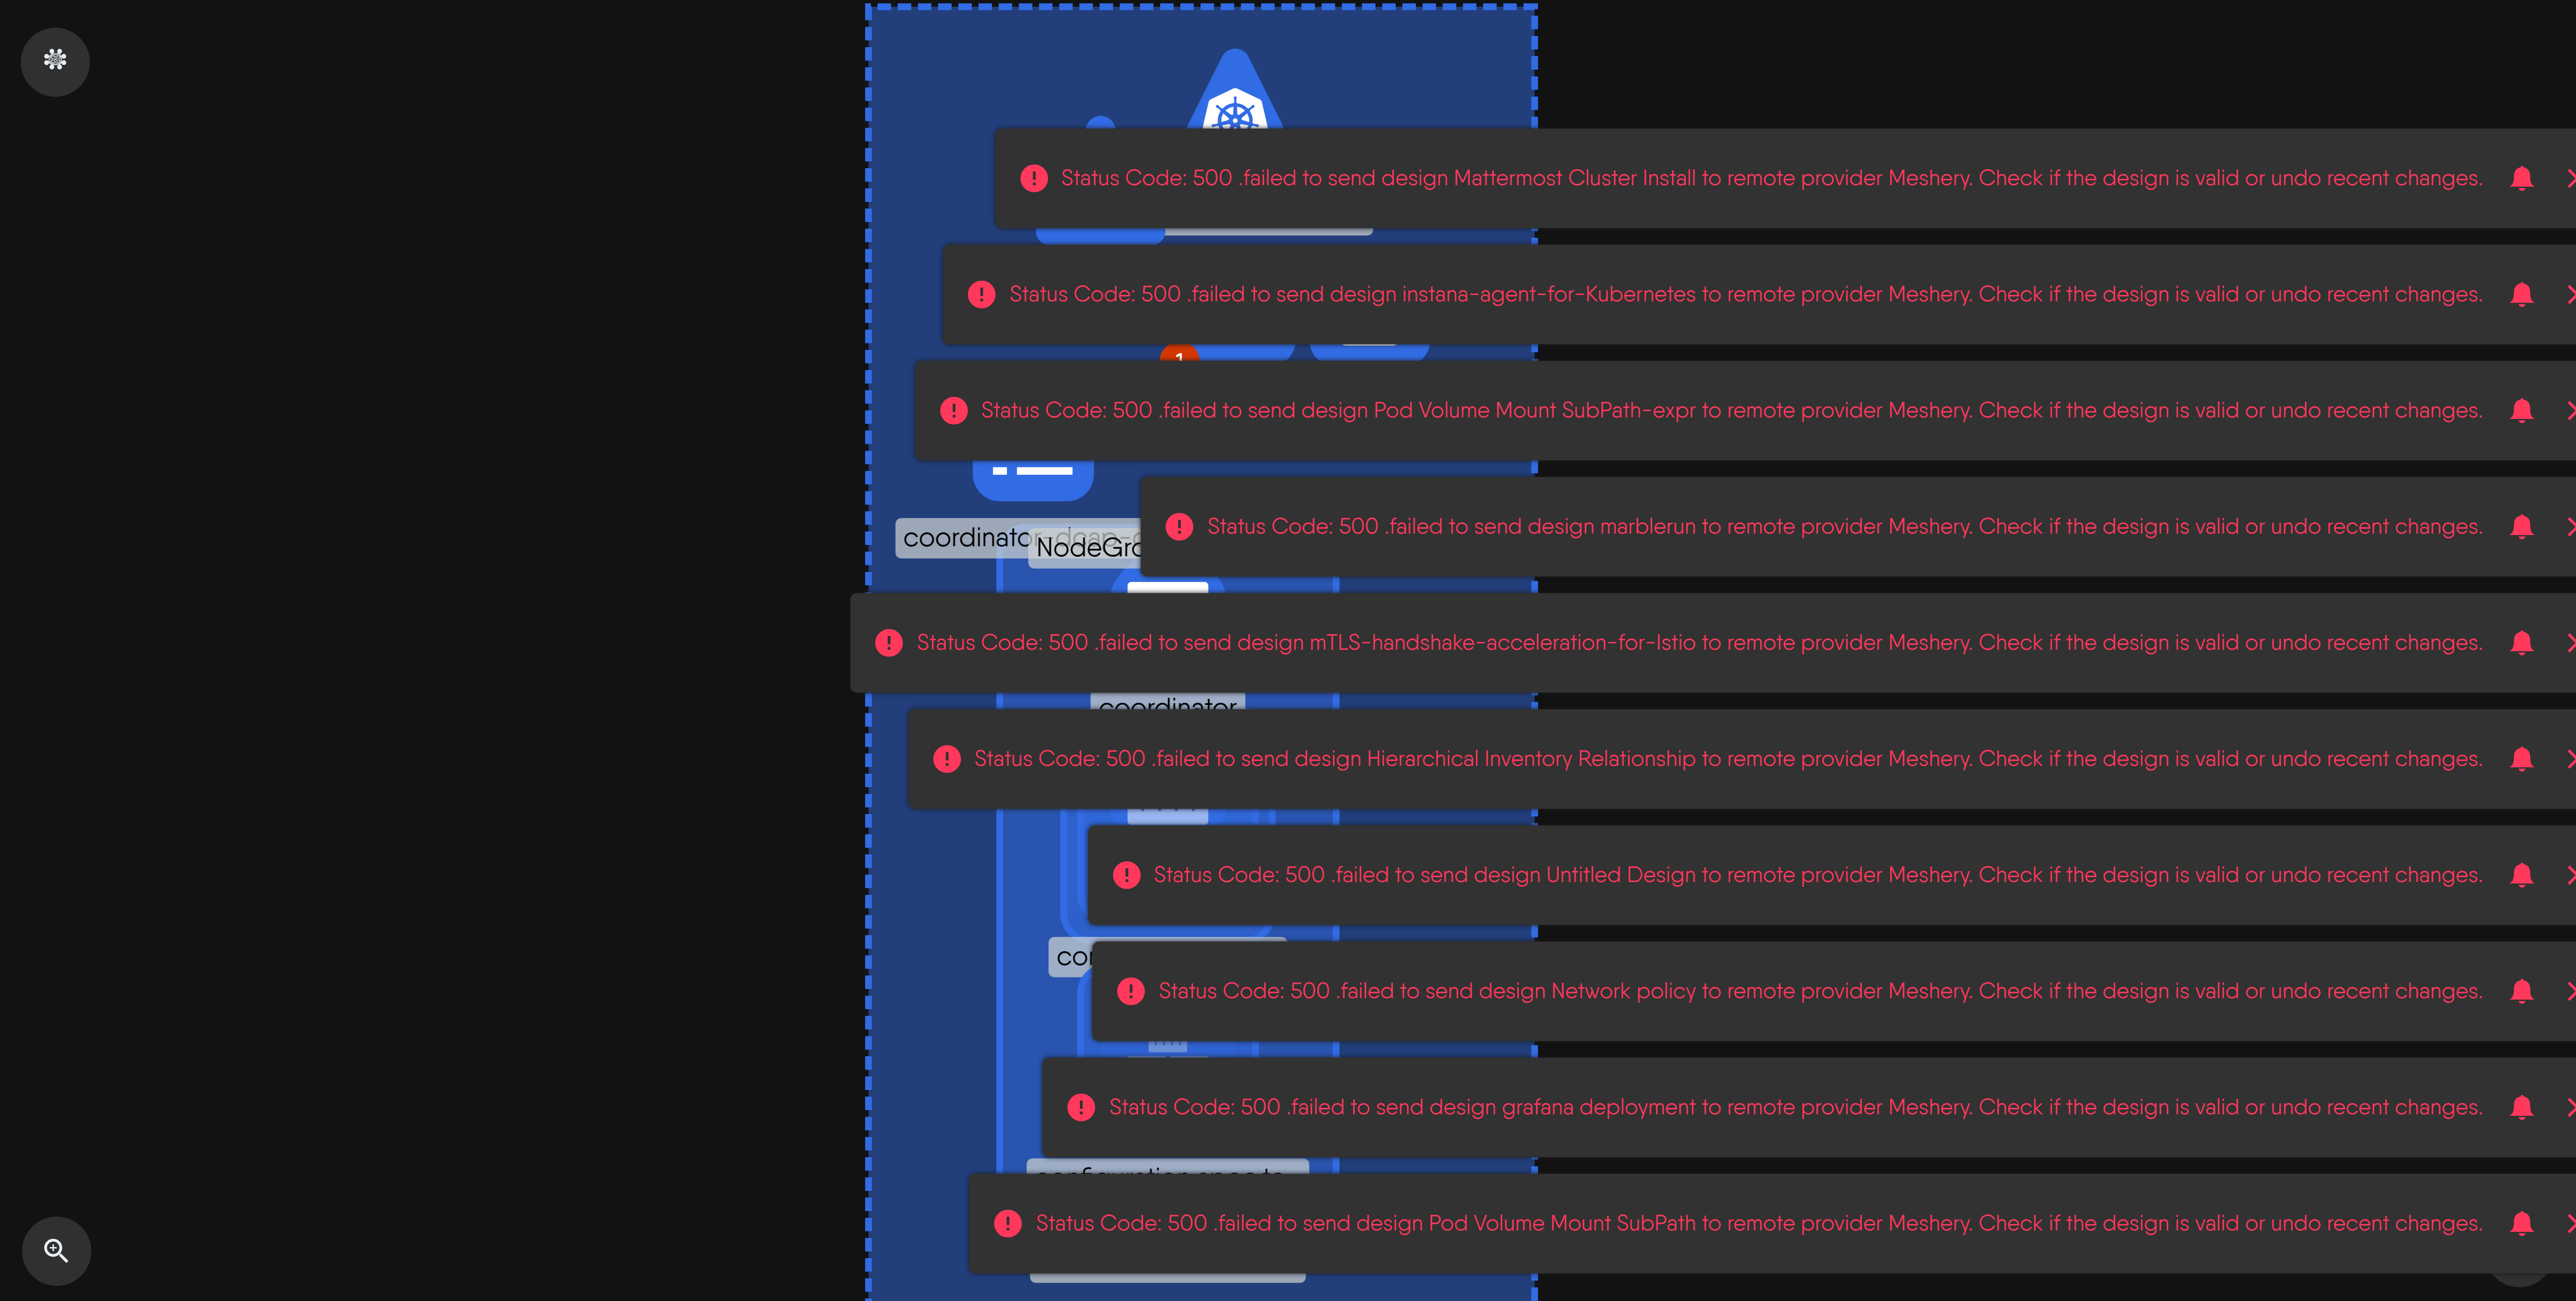 Status Code: 500 .failed to send design Mattermost Cluster Install to remote provider Meshery. Check if the design is valid or undo recent changes.
Status Code: 500 .failed to send design instana-agent-for-Kubernetes to remote provider Meshery. Check if the design is valid or undo recent changes.
1
Status Code: 500 .failed to send design Pod Volume Mount SubPath-expr to remote provider Meshery. Check if the design is valid or undo recent changes.
Status Code: 500 .failed to send design marblerun to remote provider Meshery. Check if the design is valid or undo recent changes.
coordinator-dcap-c
NodeGro
Status Code: 500 .failed to send design mTLS-handshake-acceleration-for-Istio to remote provider Meshery. Check if the design is valid or undo recent changes.
coordinator
Status Code: 500 .failed to send design Hierarchical Inventory Relationship to remote provider Meshery. Check if the design is valid or undo recent changes.
Status Code: 500 .failed to send design Untitled Design to remote provider Meshery. Check if the design is valid or undo recent changes.
Status Code: 500 .failed to send design Network policy to remote provider Meshery. Check if the design is valid or undo recent changes.
Status Code: 500 .failed to send design grafana deployment to remote provider Meshery. Check if the design is valid or undo recent changes.
Status Code: 500 .failed to send design Pod Volume Mount SubPath to remote provider Meshery. Check if the design is valid or undo recent changes.